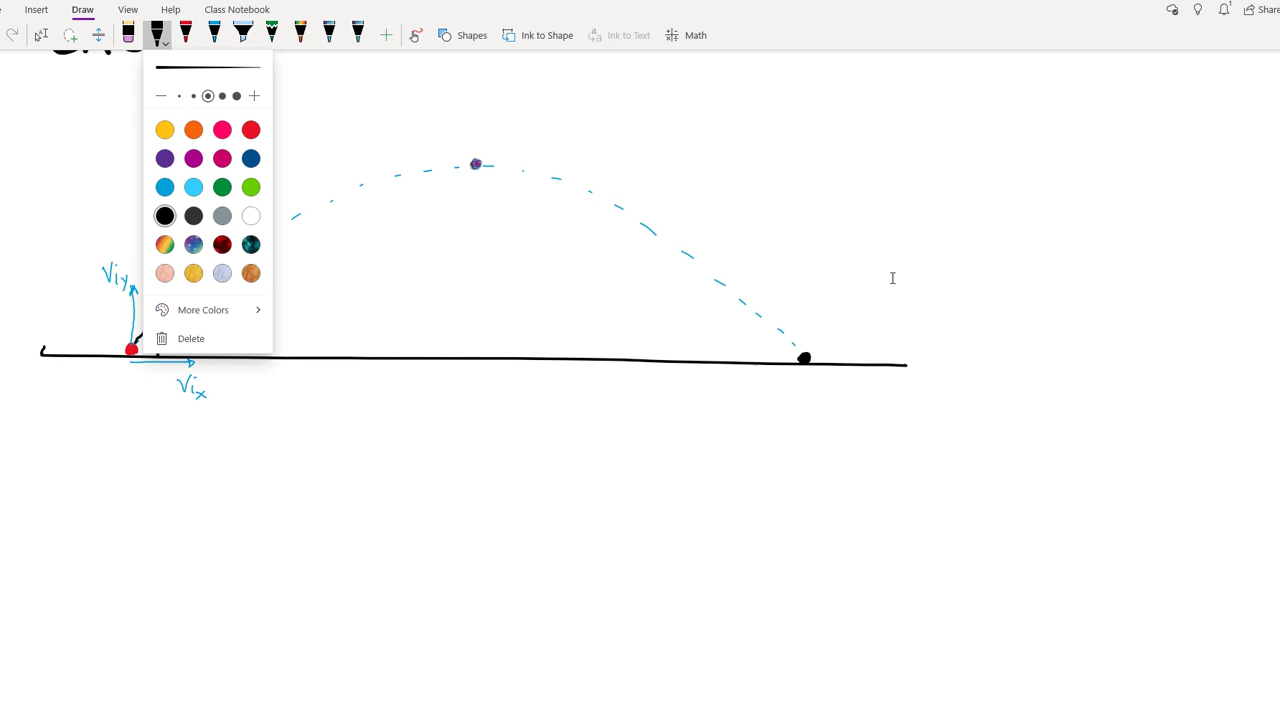 Insert Draw View Help Class Notebook 1 Share
Shapes Ink to Shape Ink to Text Math
More Colors
Delete
Viy
Vix